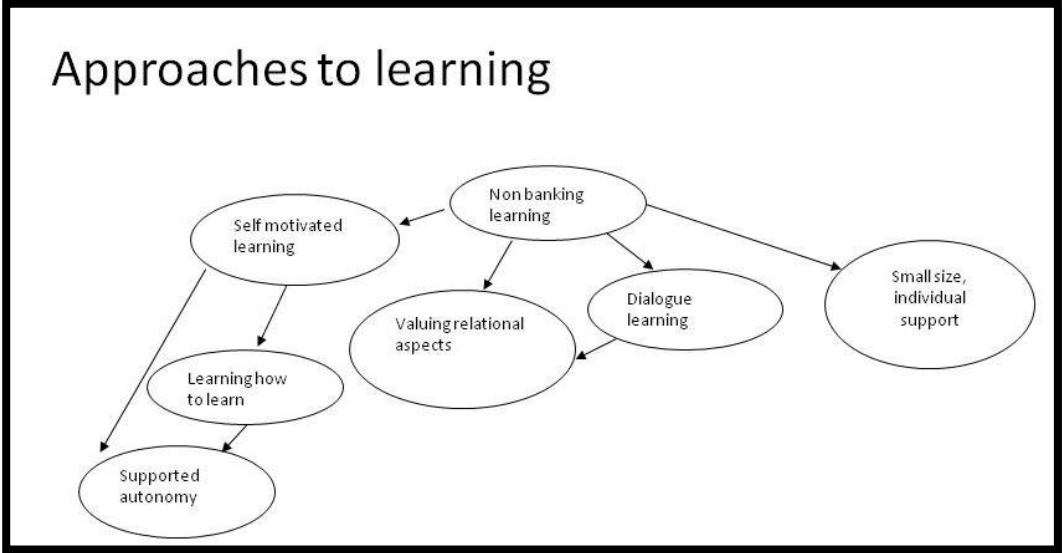 Approaches to learning
Non banking
learning
Self motivated
learning
Small size,
individual
support
Dialogue
learning
Valuing relational
aspects
Learning how
to learn
Supported
autonomy